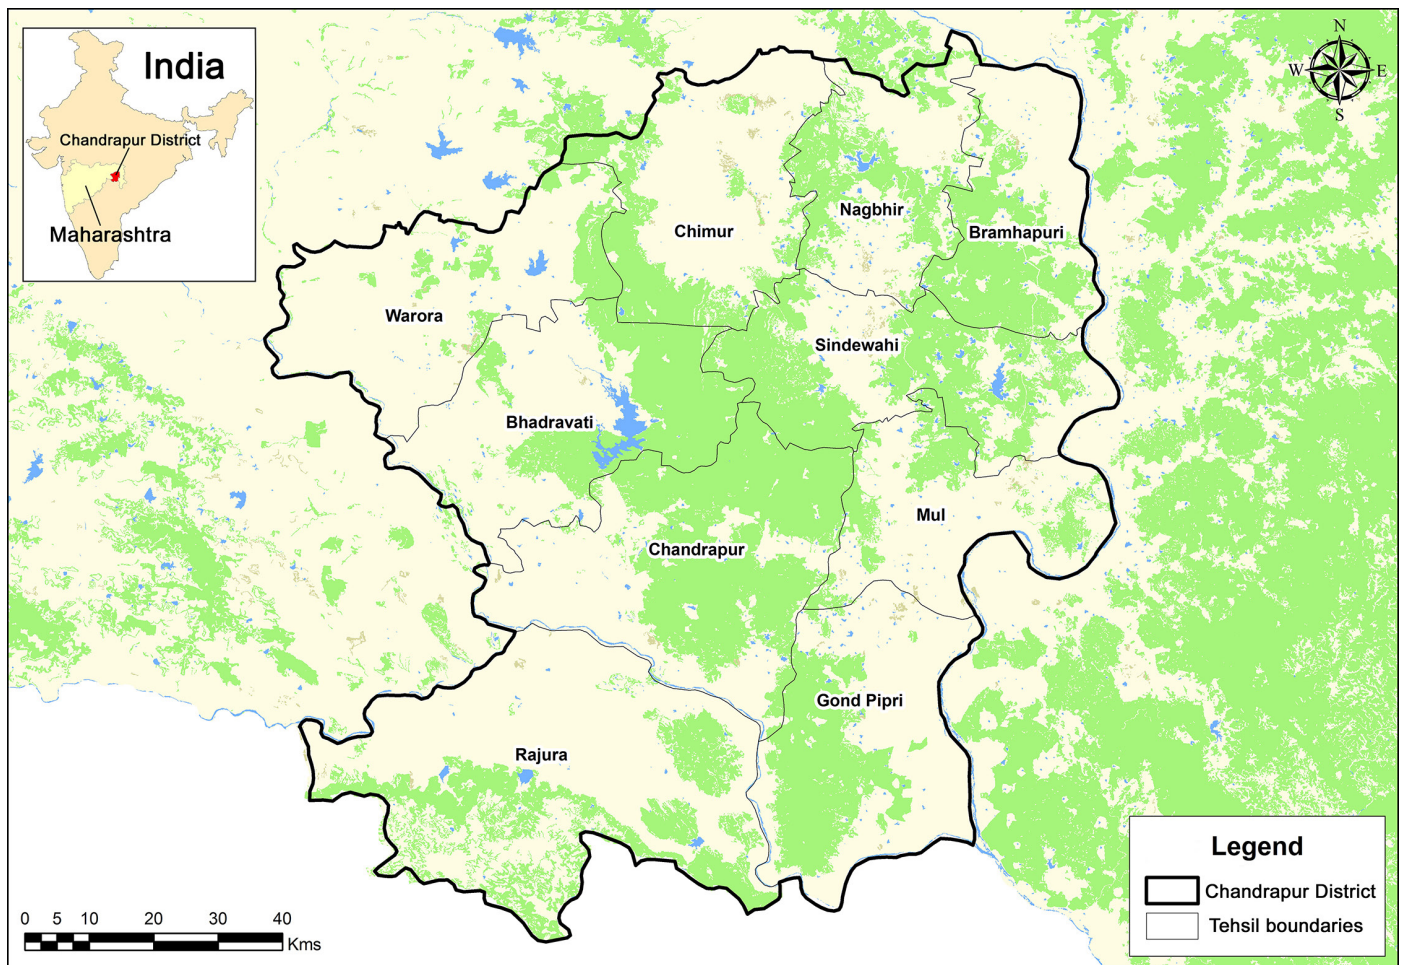 India
Chandrapur District
Maharashtra
N
W
E
S
Nagbhir
Chimur
Bramhapuri
Warora
Sindewahi
Bhadravati
Mul
Chandrapur
Gond Pipri
Rajura
Legend
Chandrapur District
Tehsil boundaries
0 5 10 20 30 40
Kms